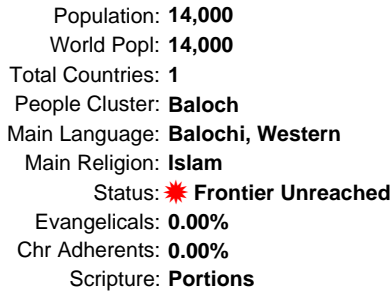 Population: 14,000
World Popl: 14,000
Total Countries: 1
People Cluster: Baloch
Main Language: Balochi, Western
Main Religion: Islam
Status: Frontier Unreached
Evangelicals: 0.00%
Chr Adherents: 0.00%
Scripture: Portions